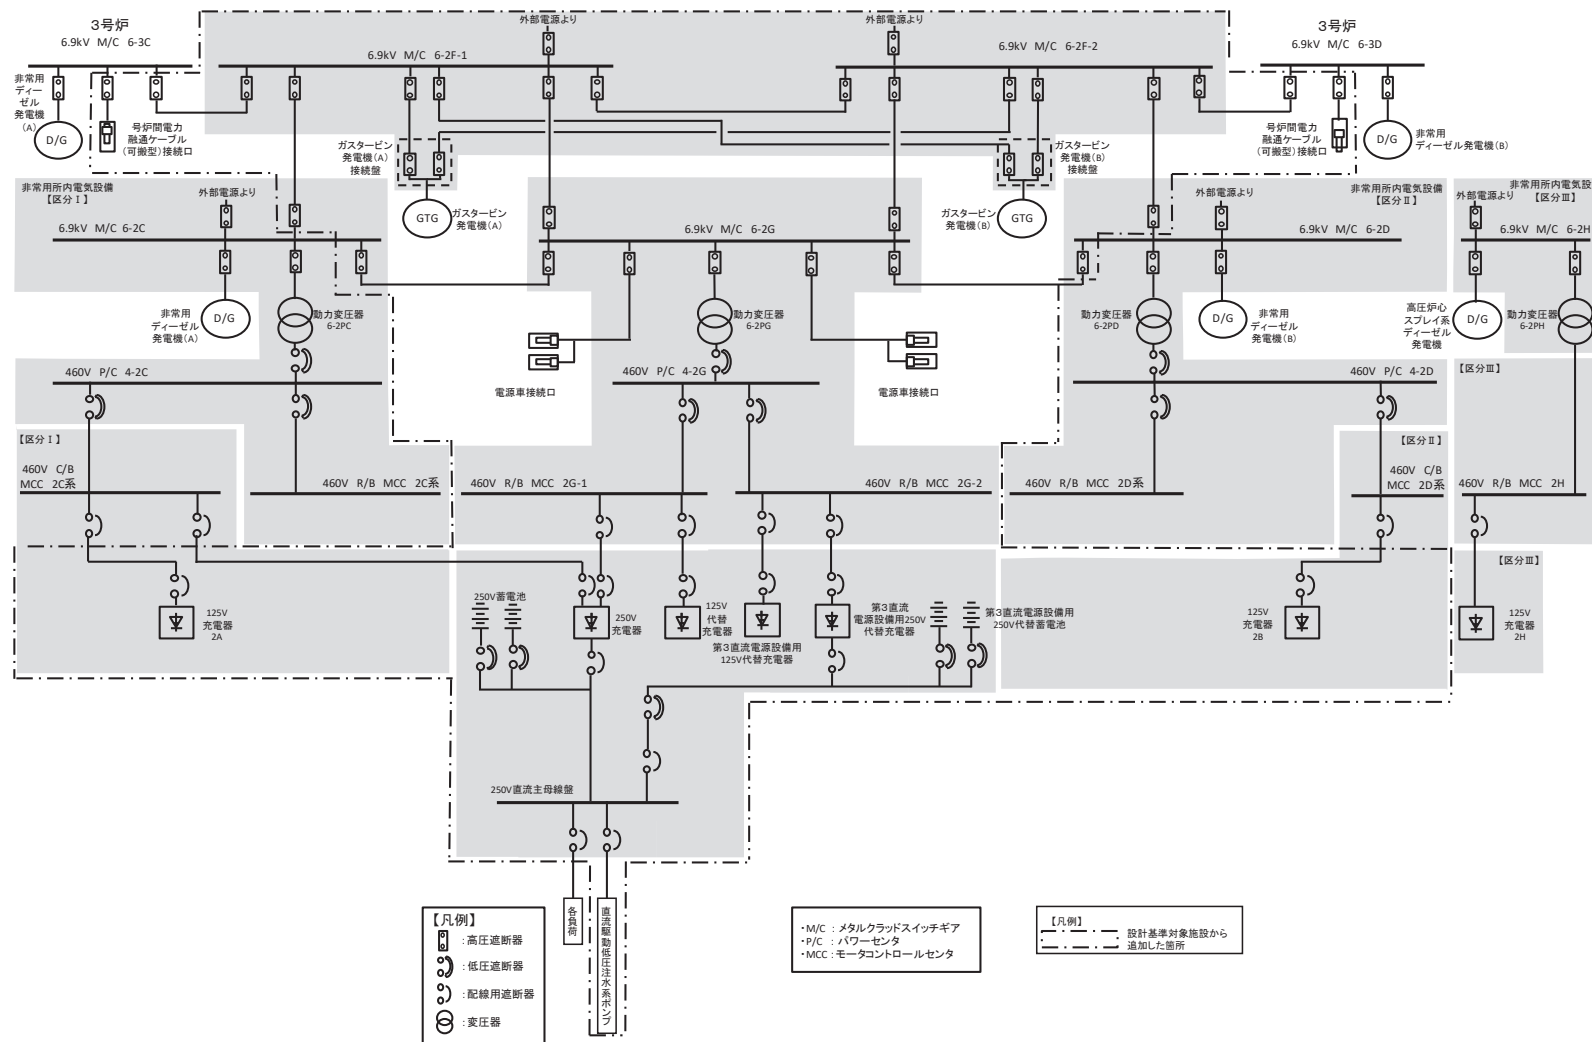 3号炉
6.9kV M/C 6-3C
外部電源より
6.9kV M/C 6-2F-1
外部電源より
6.9kV M/C 6-2F-2
3号炉
6.9kV M/C 6-3D
非常用
ディー
ゼル
発電機
(A)
D/G
号炉間電力
融通ケーブル
(可搬型)接続口
ガスタービン
発電機(A)
接続盤
GTG
ガスタービン
発電機(A)
ガスタービン
発電機(B)
接続盤
GTG
ガスタービン
発電機(B)
号炉間電力
融通ケーブル
(可搬型)接続口
D/G
非常用
ディーゼル発電機(B)
非常用所内電気設備
【区分Ⅰ】
外部電源より
6.9kV M/C 6-2C
6.9kV M/C 6-2G
外部電源より
非常用所内電気設備
【区分Ⅱ】
6.9kV M/C 6-2D
非常用所内電気設
【区分Ⅲ】
外部電源より
6.9kV M/C 6-2H
非常用
ディーゼル
発電機(A)
D/G
動力変圧器
6-2PC
動力変圧器
6-2PG
動力変圧器
6-2PD
D/G
非常用
ディーゼル
発電機(B)
高圧炉心
スプレイ系
ディーゼル
発電機
D/G
動力変圧器
6-2PH
電源車接続口
電源車接続口
460V P/C 4-2C
460V P/C 4-2G
460V P/C 4-2D
【区分Ⅲ】
【区分Ⅰ】
460V C/B
MCC 2C系
460V R/B MCC 2C系
460V R/B MCC 2G-1
460V R/B MCC 2G-2
460V R/B MCC 2D系
【区分Ⅱ】
460V C/B
MCC 2D系
460V R/B MCC 2H
125V
充電器
2A
250V蓄電池
250V
充電器
125V
代替
充電器
第3直流電源設備用
125V代替充電器
第3直流
電源設備用250V
代替充電器
第3直流電源設備用
250V代替蓄電池
125V
充電器
2B
【区分Ⅲ】
125V
充電器
2H
250V直流主母線盤
各負荷
直流駆動低圧注水系ポンプ
【凡例】
:高圧遮断器
:低圧遮断器
:配線用遮断器
:変圧器
・M/C :メタルクラッドスイッチギア
・P/C :パワーセンタ
・MCC:モータコントロールセンタ
【凡例】
設計基準対象施設から
追加した箇所